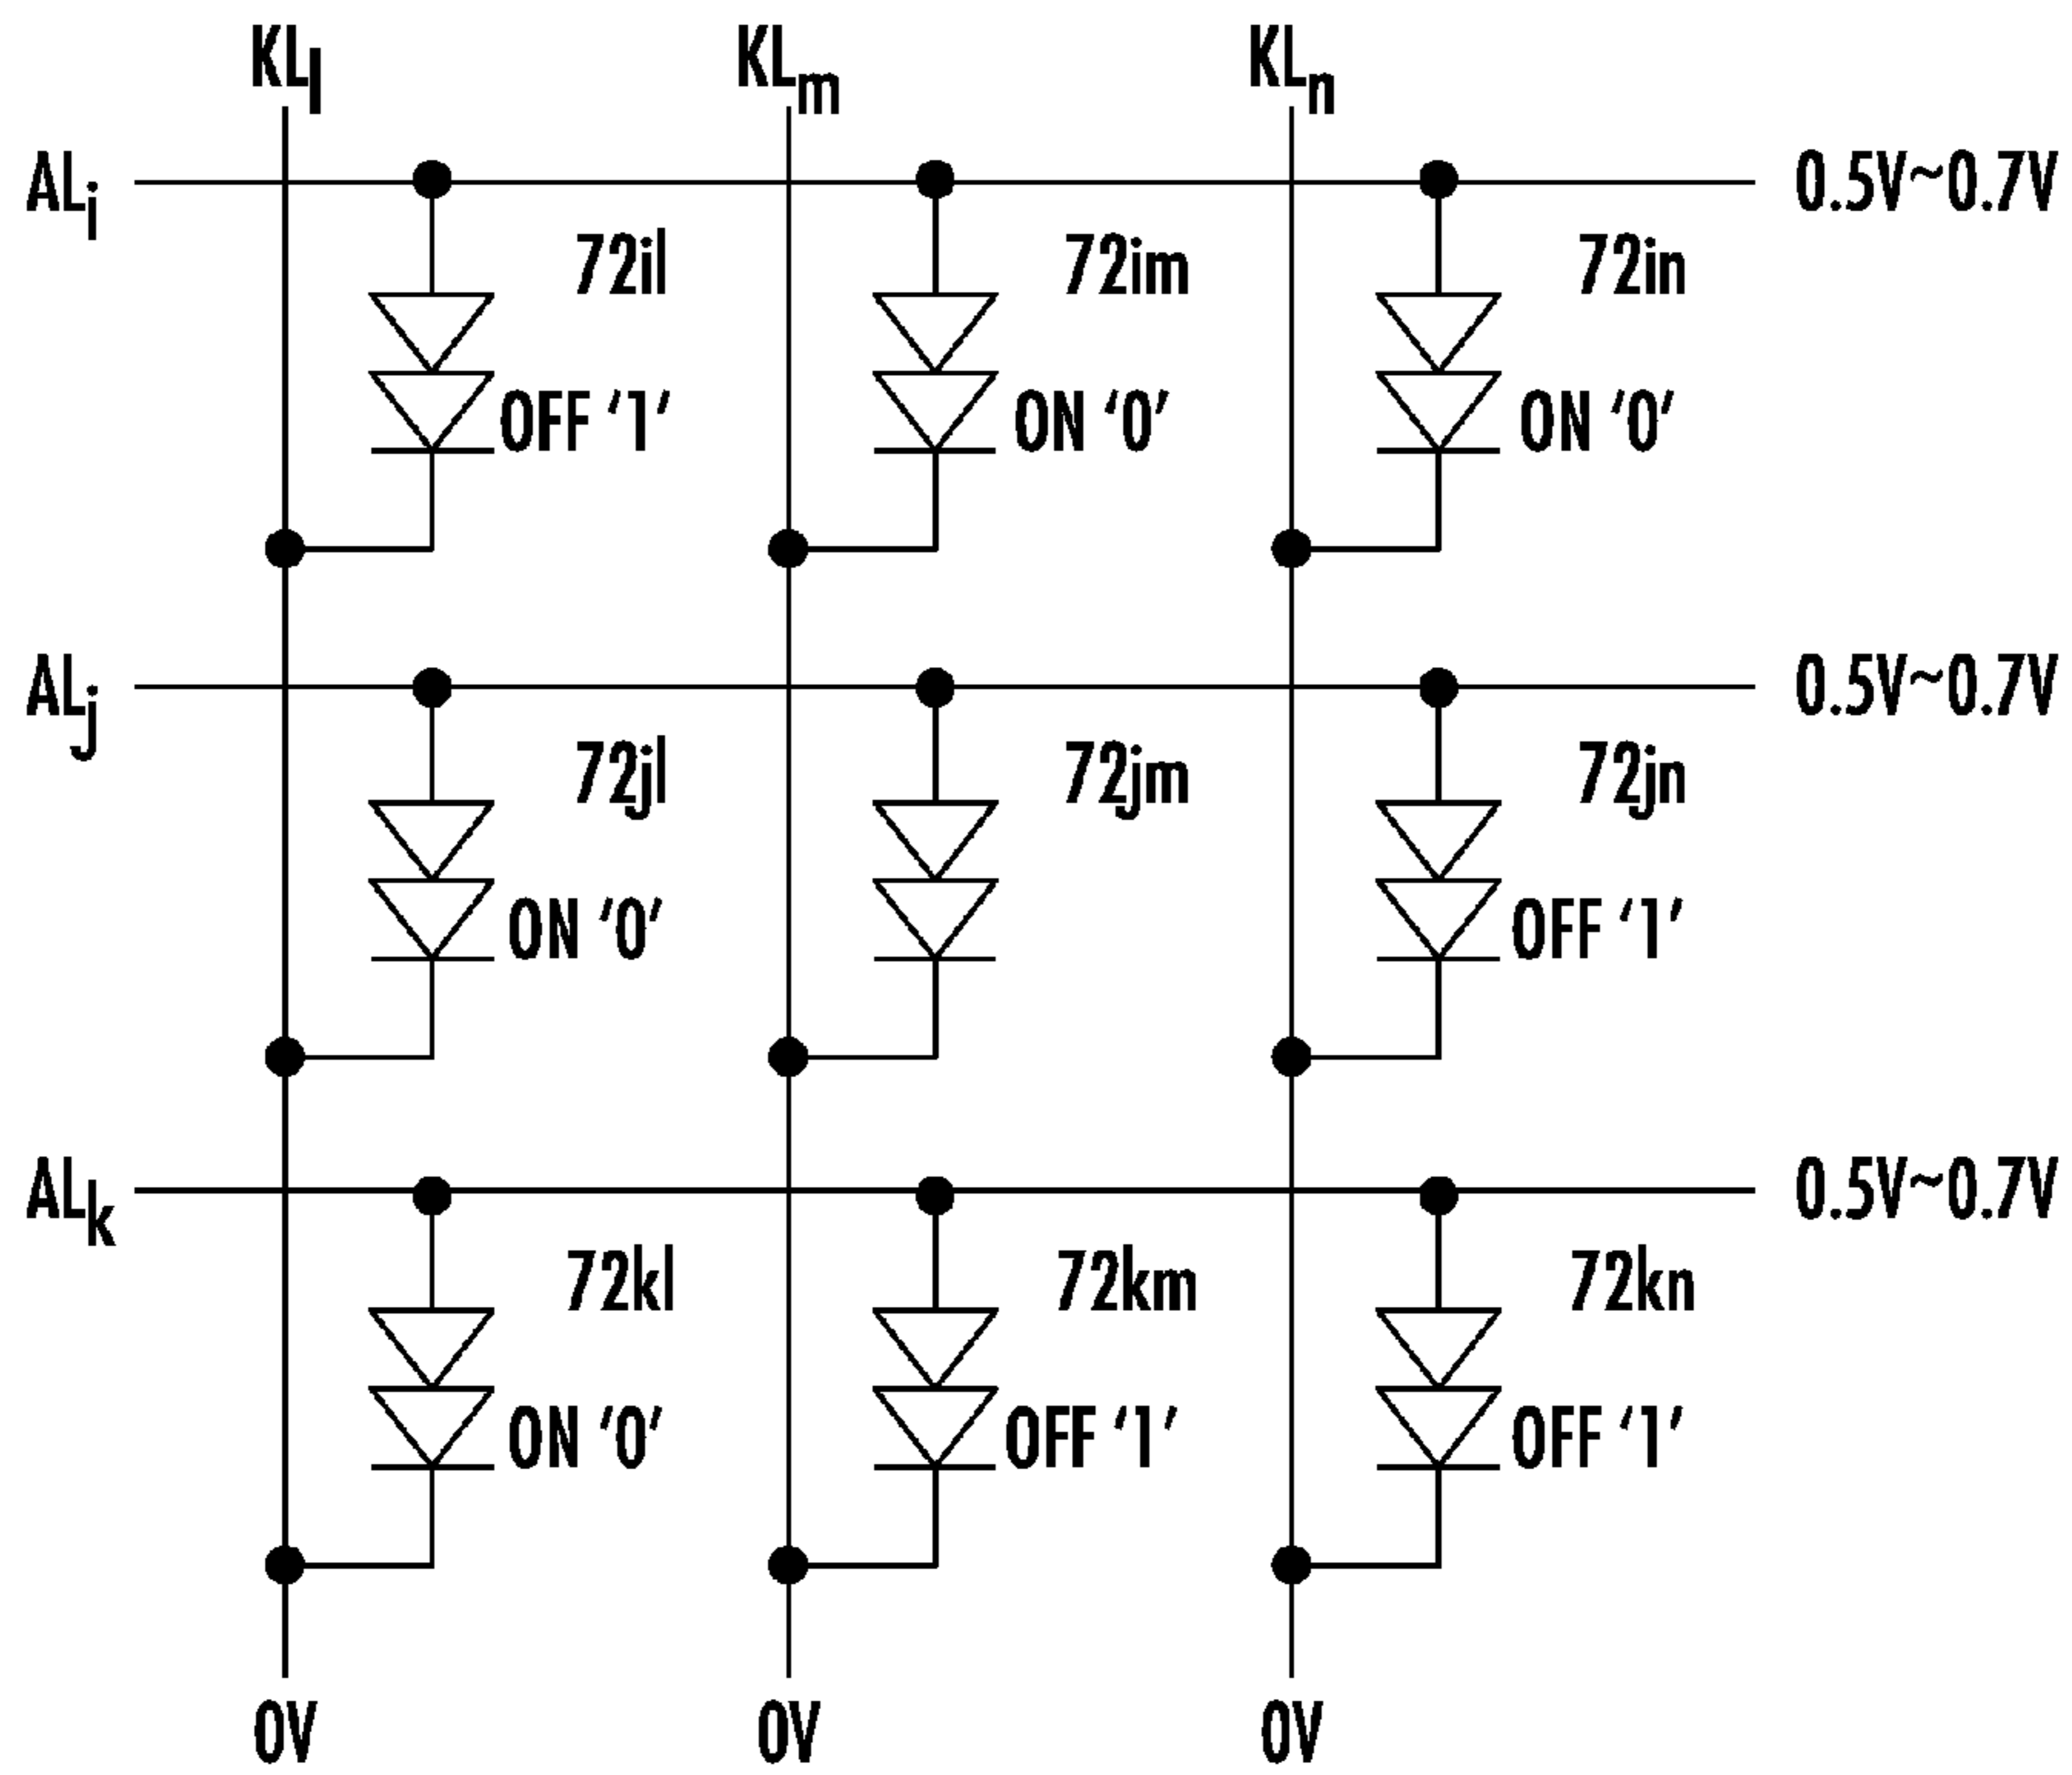 KLl KLm KLn
ALi 0.5V~0.7V
72il 72im 72in
OFF ‘1’ ON ‘0’ ON ‘0’
ALj 0.5V~0.7V
72jl 72jm 72jn
ON ‘0’ OFF ‘1’
ALk 0.5V~0.7V
72kl 72km 72kn
ON ‘0’ OFF ‘1’ OFF ‘1’
0V 0V 0V